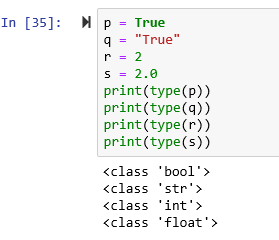 In [35]:
p = True
q = "True"
r = 2
s = 2.0
print(type(p))
print(type(q))
print(type(r))
print(type(s))
<class 'bool'>
<class 'str'>
<class 'int'>
<class 'float'>